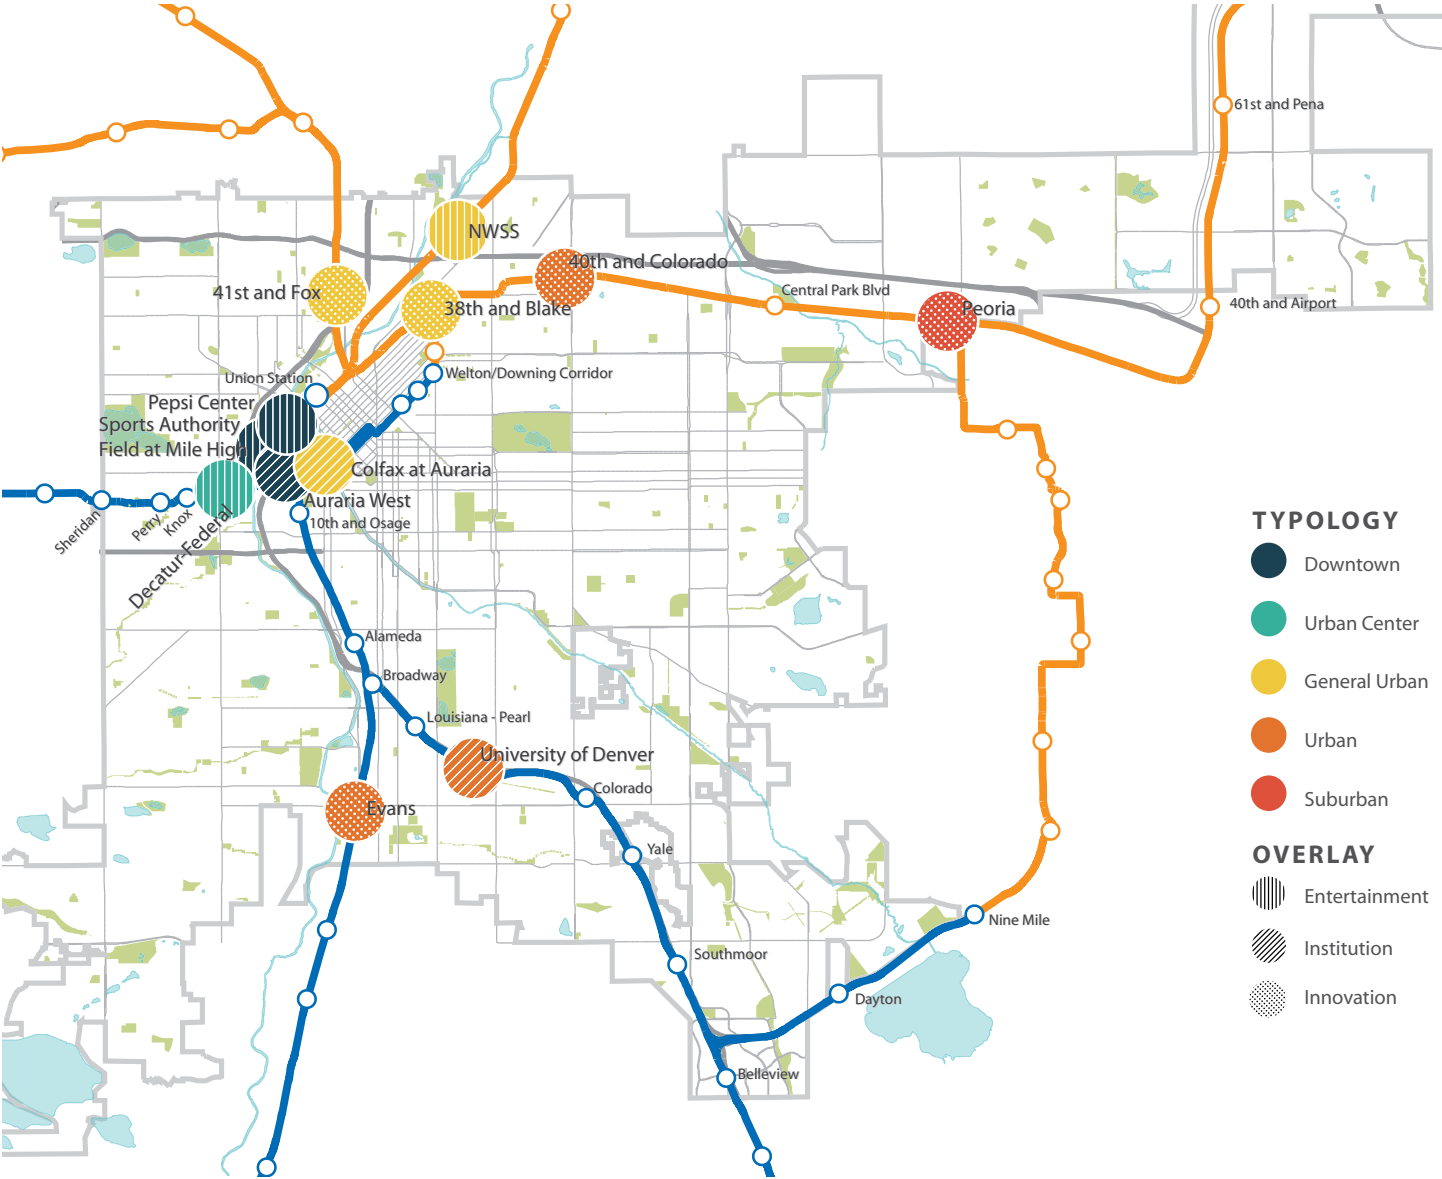 61st and Pena
NWSS
40th and Colorado
41st and Fox
Central Park Blvd
40th and Airport
38th and Blake
Peoria
Union Station
Welton/Downing Corridor
Pepsi Center
Sports Authority
Field at Mile High
Colfax at Auraria
Auraria West
10th and Osage
Sheridan
Perry
Knox
Decatur-Federal
Alameda
Broadway
Louisiana - Pearl
University of Denver
Colorado
Evans
Yale
Nine Mile
Southmoor
Dayton
Belleview
TYPOLOGY
Downtown
Urban Center
General Urban
Urban
Suburban
OVERLAY
Entertainment
Institution
Innovation